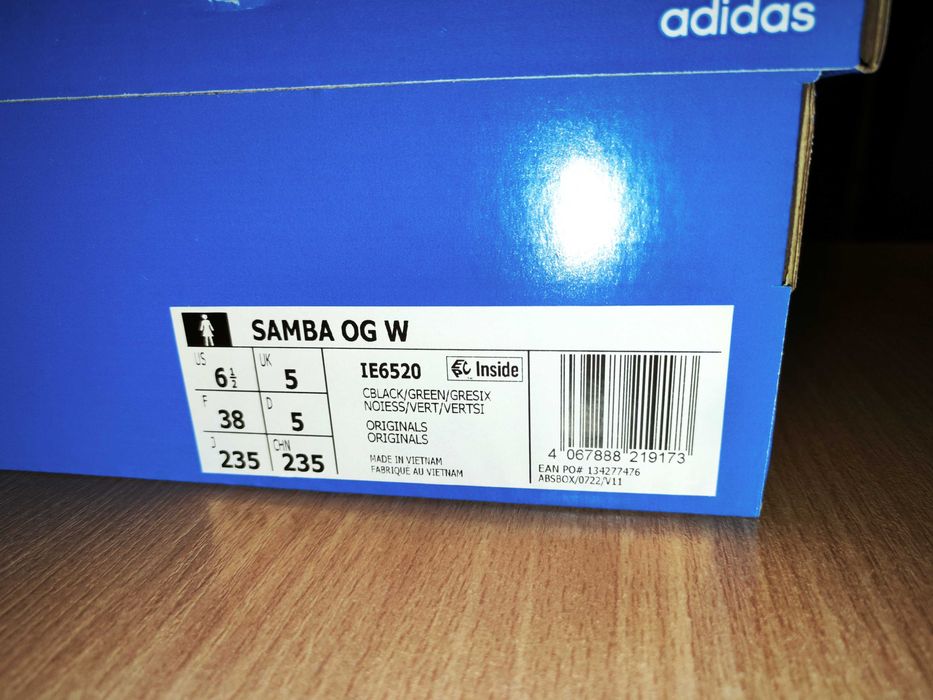 adidas
SAMBA OG W
US 6½ UK 5
F 38 D 5
J 235 CHN 235
IE6520
Inside
CBLACK/GREEN/GRESIX
NOIESS/VERT/VERTSI
ORIGINALS
ORIGINALS
MADE IN VIETNAM
FABRIQUE AU VIETNAM
4 067888 219173
EAN PO# 134277476
ABSBOX/0722/V11